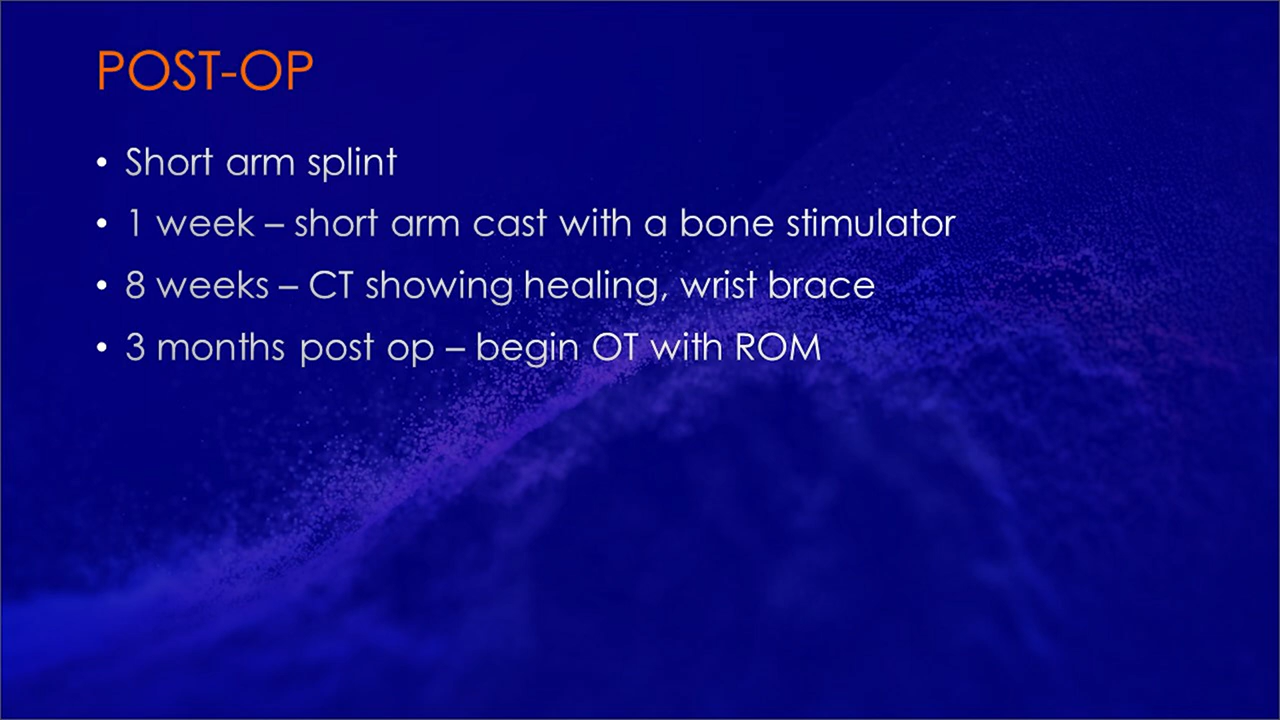 POST-OP
• Short arm splint
• 1 week – short arm cast with a bone stimulator
• 8 weeks – CT showing healing, wrist brace
• 3 months post op – begin OT with ROM